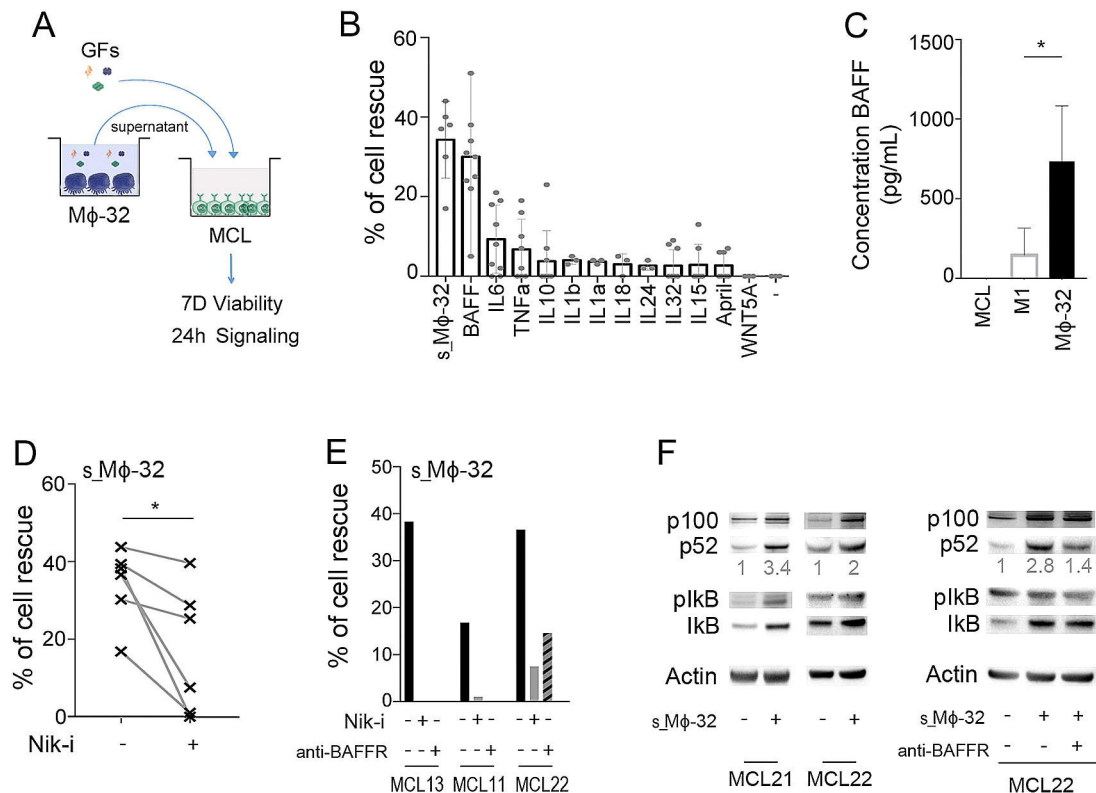 A
GFs
supernatant
Mϕ-32
MCL
7D Viability
24h Signaling
B
% of cell rescue
60
40
20
0
s_Mϕ-32
BAFF
IL6
TNFa
IL10
IL1b
IL1a
IL18
IL24
IL32
IL15
April
WNT5A
-
C
Concentration BAFF
(pg/mL)
1500
1000
500
0
*
MCL
M1
Mϕ-32
D
s_Mϕ-32
% of cell rescue
60
40
20
0
*
Nik-i - +
E
s_Mϕ-32
% of cell rescue
50
40
30
20
10
0
Nik-i - + - - + - - + -
anti-BAFFR - - + - - + - - +
MCL13 MCL11 MCL22
F
p100
p52
1 3.4 1 2
pIkB
IkB
Actin
s_Mϕ-32 - + - +
MCL21 MCL22
p100
p52
1 2.8 1.4
pIkB
IkB
Actin
s_Mϕ-32 - + +
anti-BAFFR - - +
MCL22